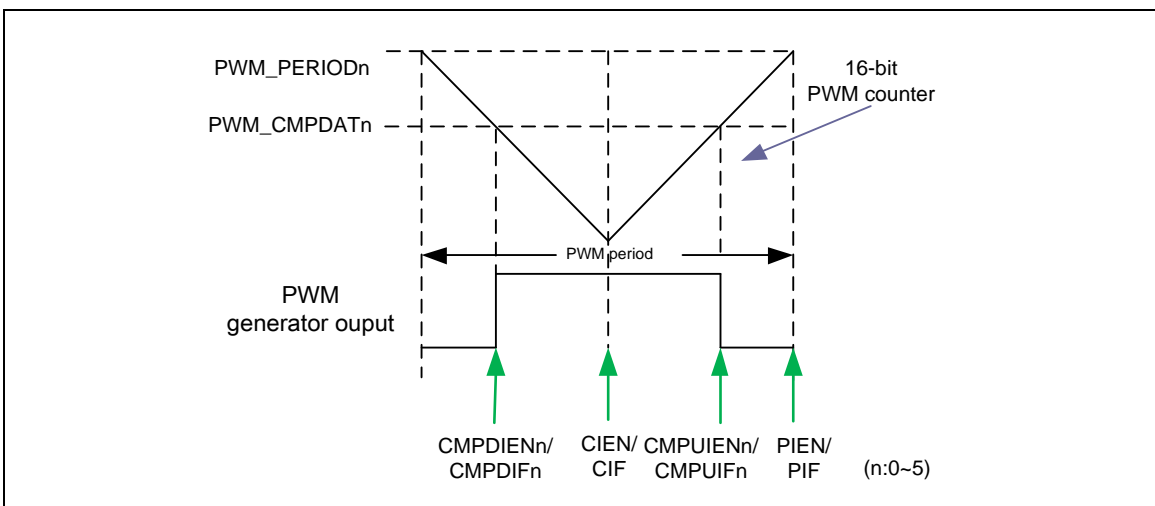 PWM_PERIODn
16-bit
PWM counter
PWM_CMPDATn
PWM period
PWM
generator ouput
CMPDIENn/
CMPDIFn
CIEN/
CIF
CMPUIENn/
CMPUIFn
PIEN/
PIF
(n:0~5)